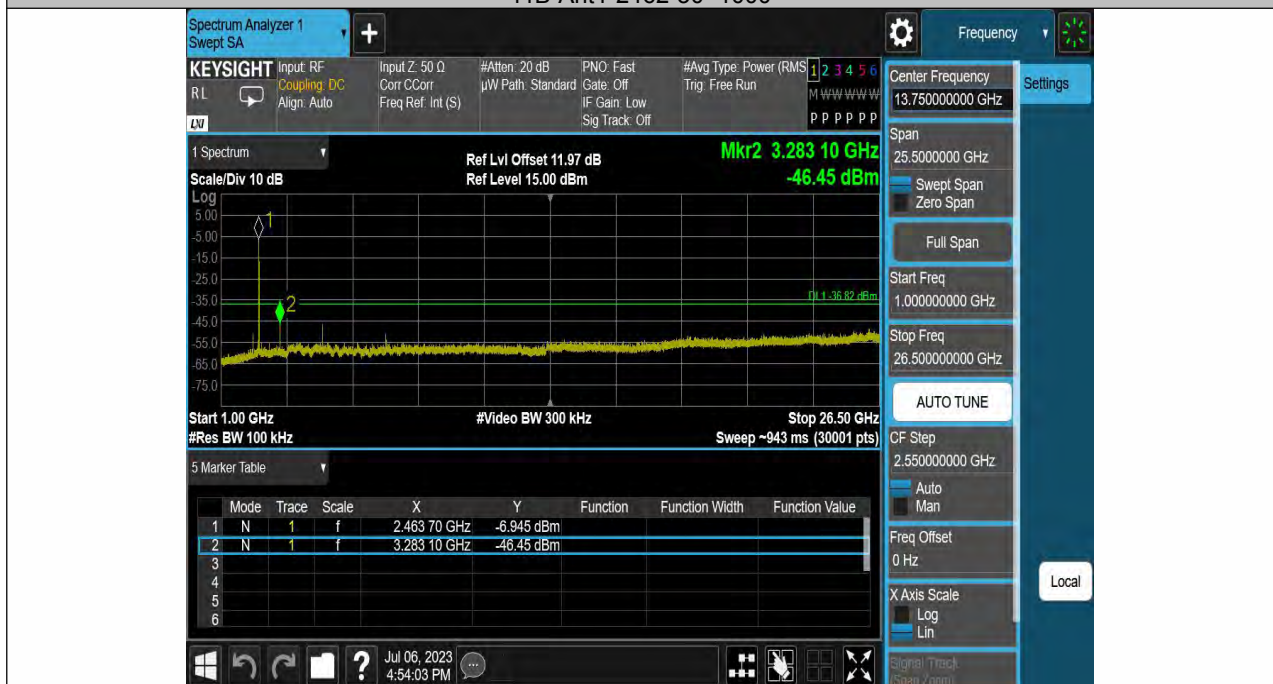 Spectrum Analyzer 1
Swept SA
+
Frequency
KEYSIGHT
RL
LXI
Input: RF
Coupling: DC
Align: Auto
Input Z: 50 Ω
Corr CCorr
Freq Ref: Int (S)
#Atten: 20 dB
µW Path: Standard
PNO: Fast
Gate: Off
IF Gain: Low
Sig Track: Off
#Avg Type: Power (RMS
Trig: Free Run
1 2 3 4 5 6
M W W W W W
P P P P P P
1 Spectrum
Scale/Div 10 dB
Ref Lvl Offset 11.97 dB
Ref Level 15.00 dBm
Mkr2 3.283 10 GHz
-46.45 dBm
Log
5.00
-5.00
-15.0
-25.0
-35.0
-45.0
-55.0
-65.0
-75.0
1
2
DL1 -36.82 dBm
Start 1.00 GHz
#Res BW 100 kHz
#Video BW 300 kHz
Stop 26.50 GHz
Sweep ~943 ms (30001 pts)
5 Marker Table
Mode Trace Scale X Y Function Function Width Function Value
1 N 1 f 2.463 70 GHz -6.945 dBm
2 N 1 f 3.283 10 GHz -46.45 dBm
3
4
5
6
Center Frequency
13.750000000 GHz
Settings
Span
25.5000000 GHz
Swept Span
Zero Span
Full Span
Start Freq
1.000000000 GHz
Stop Freq
26.500000000 GHz
AUTO TUNE
CF Step
2.550000000 GHz
Auto
Man
Freq Offset
0 Hz
X Axis Scale
Log
Lin
Signal Track
(Span Zoom)
Local
?
Jul 06, 2023
4:54:03 PM